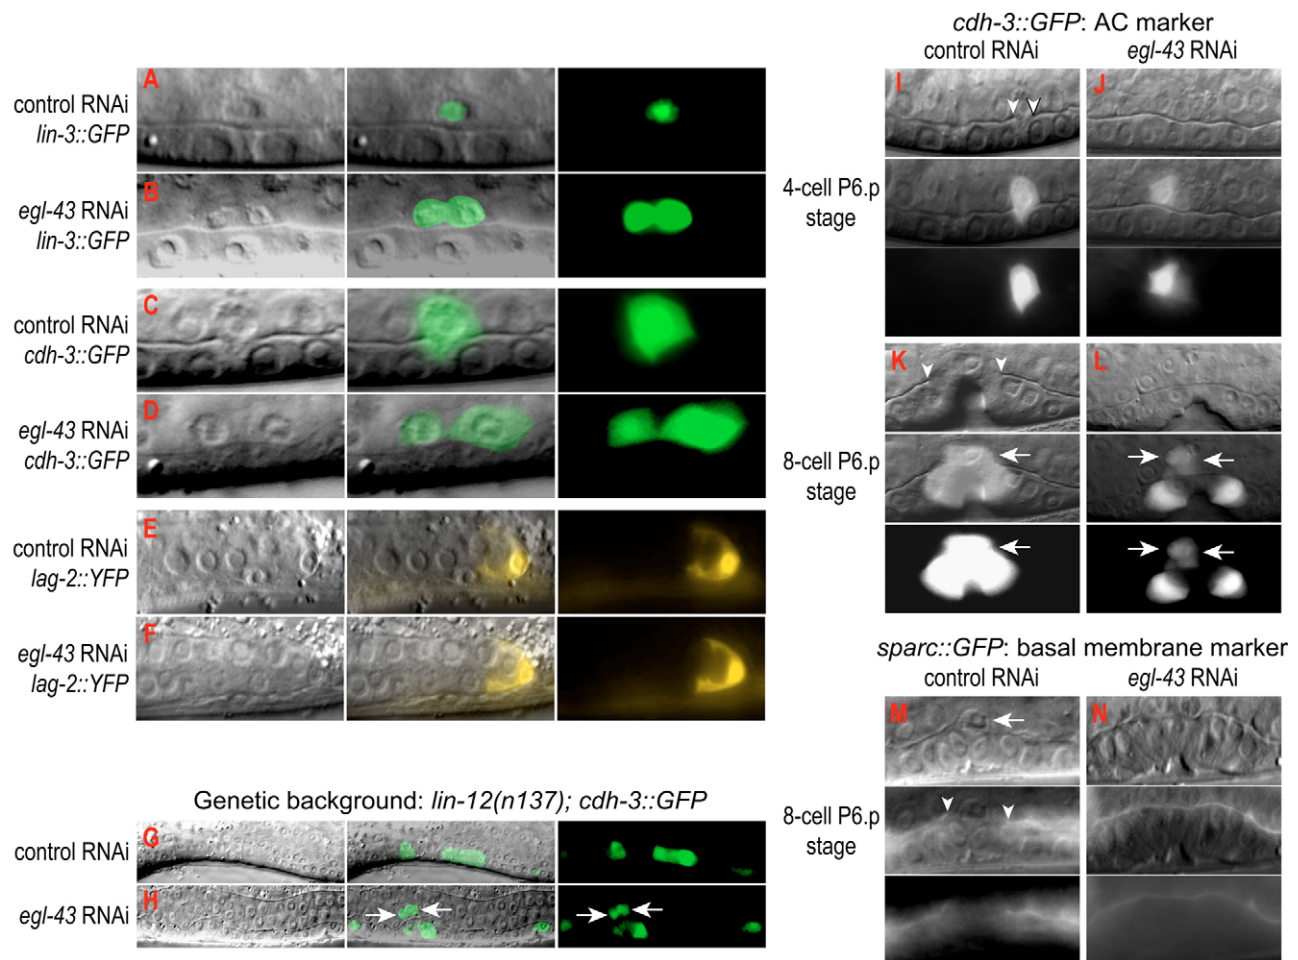 A
control RNAi
lin-3::GFP
B
egl-43 RNAi
lin-3::GFP
C
control RNAi
cdh-3::GFP
D
egl-43 RNAi
cdh-3::GFP
E
control RNAi
lag-2::YFP
F
egl-43 RNAi
lag-2::YFP
Genetic background: lin-12(n137); cdh-3::GFP
G
control RNAi
H
egl-43 RNAi
cdh-3::GFP: AC marker
control RNAi egl-43 RNAi
I J
4-cell P6.p
stage
K L
8-cell P6.p
stage
sparc::GFP: basal membrane marker
control RNAi egl-43 RNAi
M N
8-cell P6.p
stage